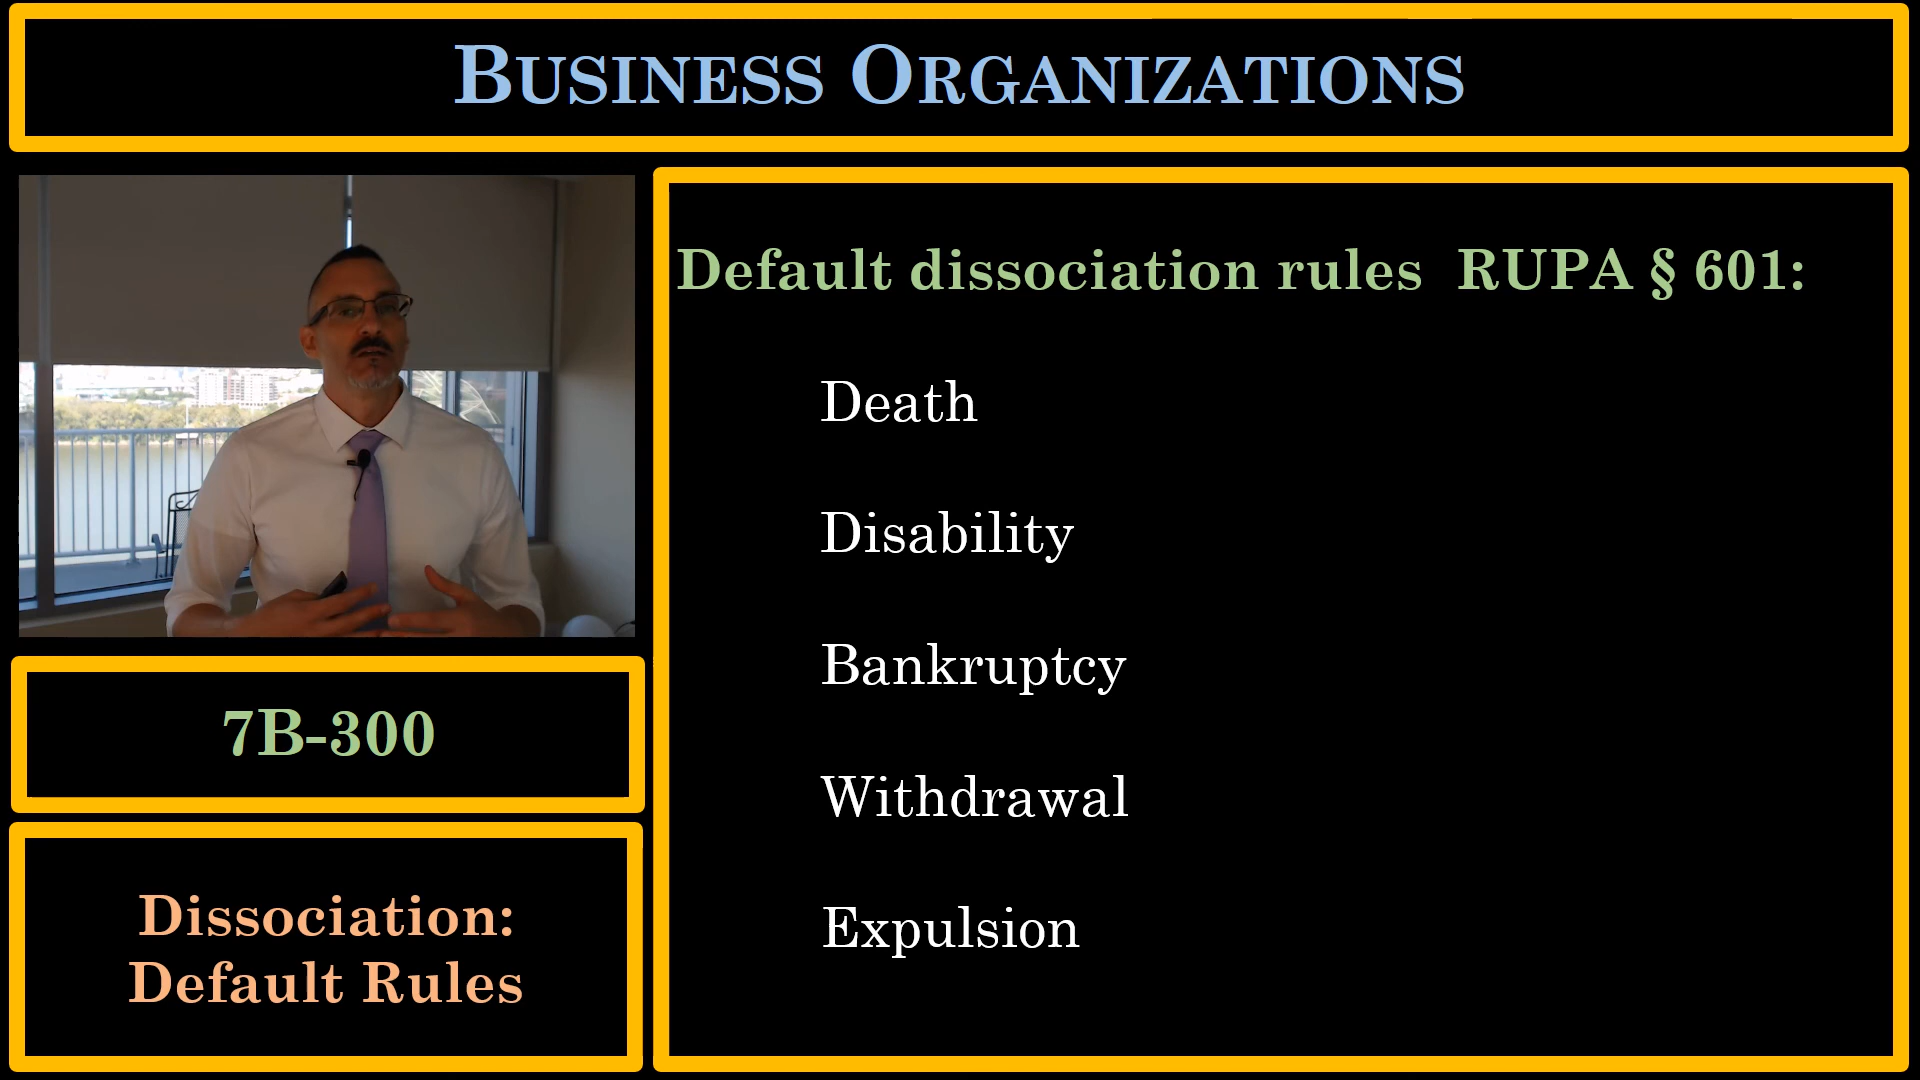 BUSINESS ORGANIZATIONS
Default dissociation rules RUPA § 601:
Death
Disability
Bankruptcy
Withdrawal
Expulsion
7B-300
Dissociation:
Default Rules